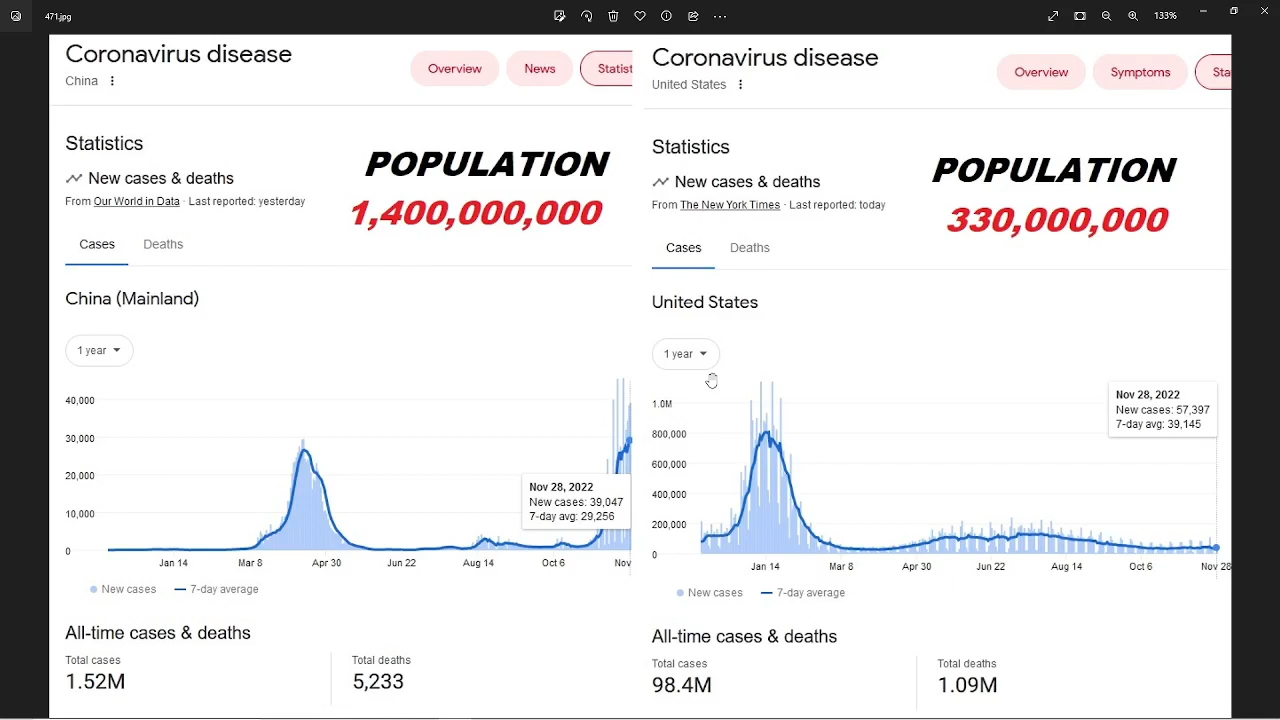 471.jpg
133%
Coronavirus disease
China
Overview
News
Statist
Statistics
New cases & deaths
From Our World in Data · Last reported: yesterday
POPULATION
1,400,000,000
Cases
Deaths
China (Mainland)
1 year
40,000
30,000
20,000
10,000
0
Nov 28, 2022
New cases: 39,047
7-day avg: 29,256
Jan 14
Mar 8
Apr 30
Jun 22
Aug 14
Oct 6
Nov
New cases
7-day average
All-time cases & deaths
Total cases
1.52M
Total deaths
5,233
Coronavirus disease
United States
Overview
Symptoms
Sta
Statistics
New cases & deaths
From The New York Times · Last reported: today
POPULATION
330,000,000
Cases
Deaths
United States
1 year
1.0M
800,000
600,000
400,000
200,000
0
Nov 28, 2022
New cases: 57,397
7-day avg: 39,145
Jan 14
Mar 8
Apr 30
Jun 22
Aug 14
Oct 6
Nov 28
New cases
7-day average
All-time cases & deaths
Total cases
98.4M
Total deaths
1.09M